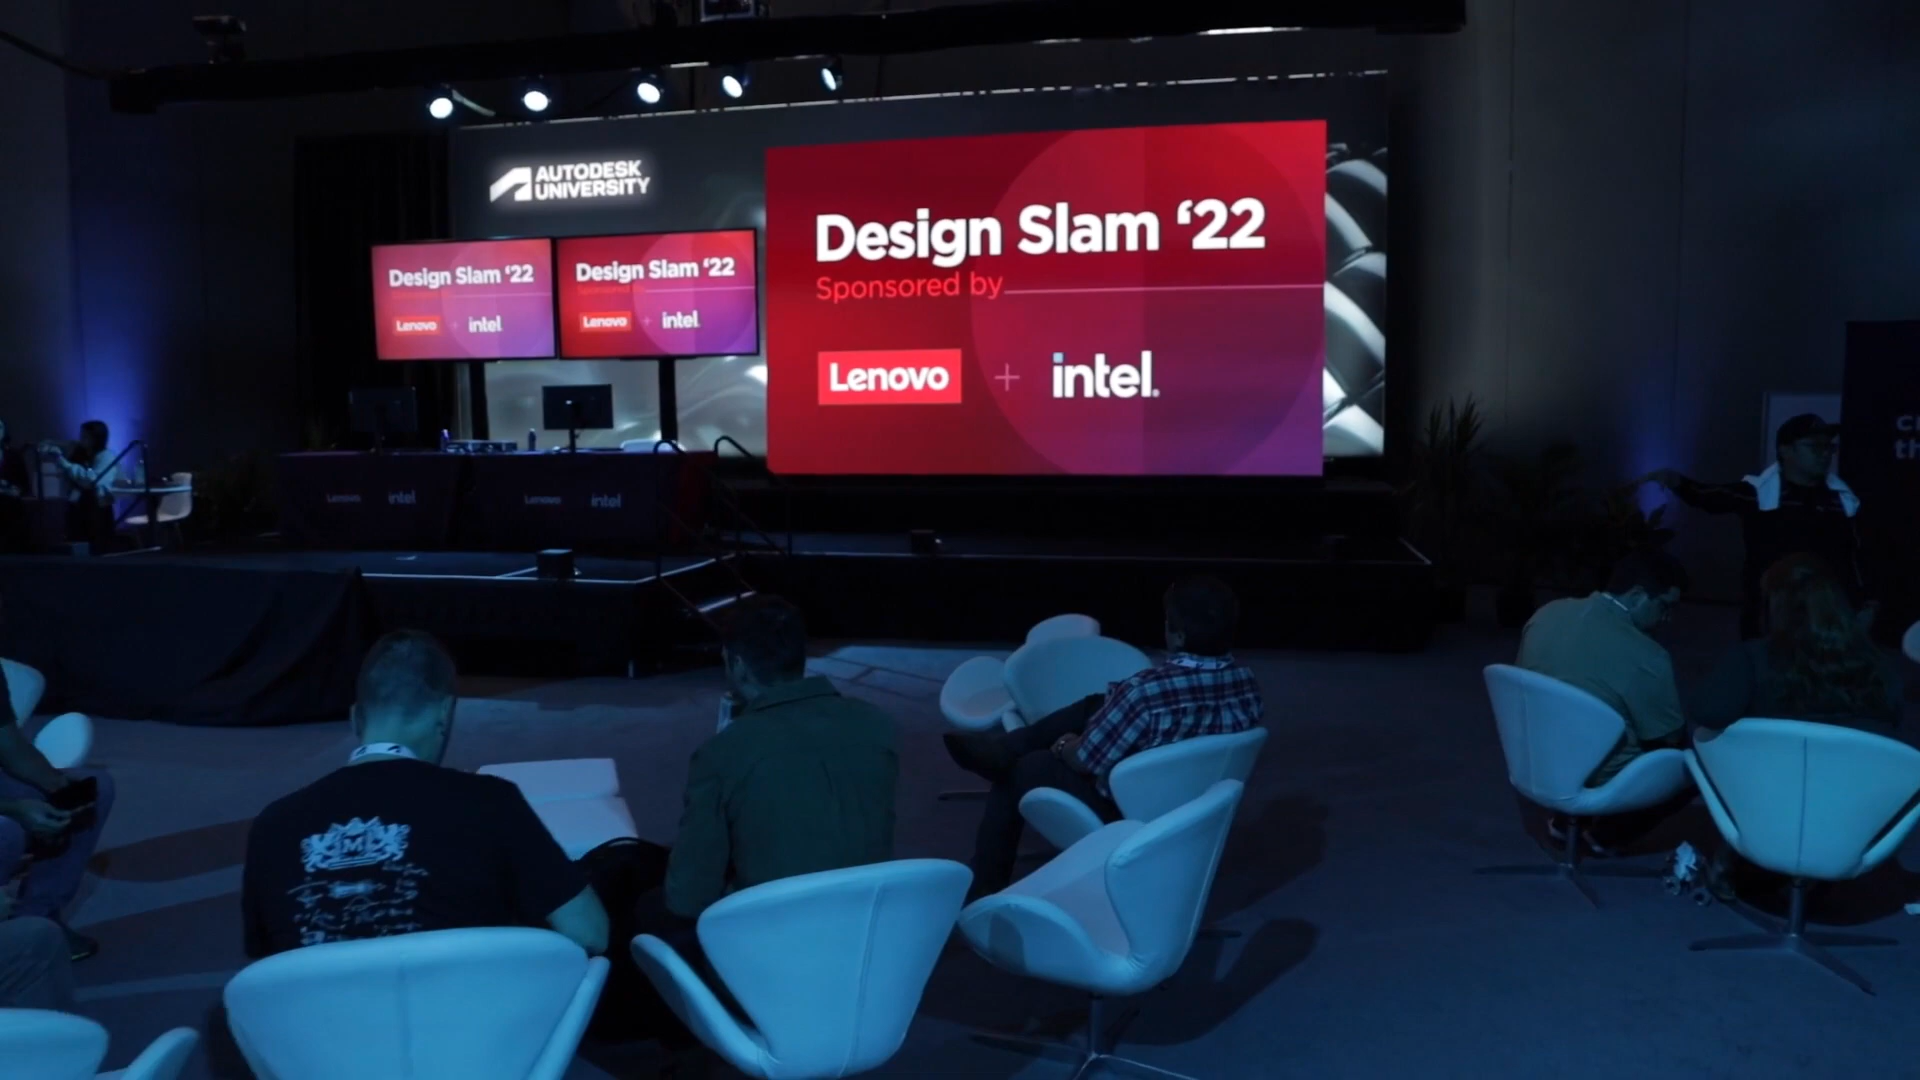 AUTODESK
UNIVERSITY
Design Slam ‘22
Sponsored by
Lenovo + intel.
Design Slam ‘22
Lenovo + intel
Design Slam ‘22
Lenovo + intel
Lenovo intel
Lenovo intel
M